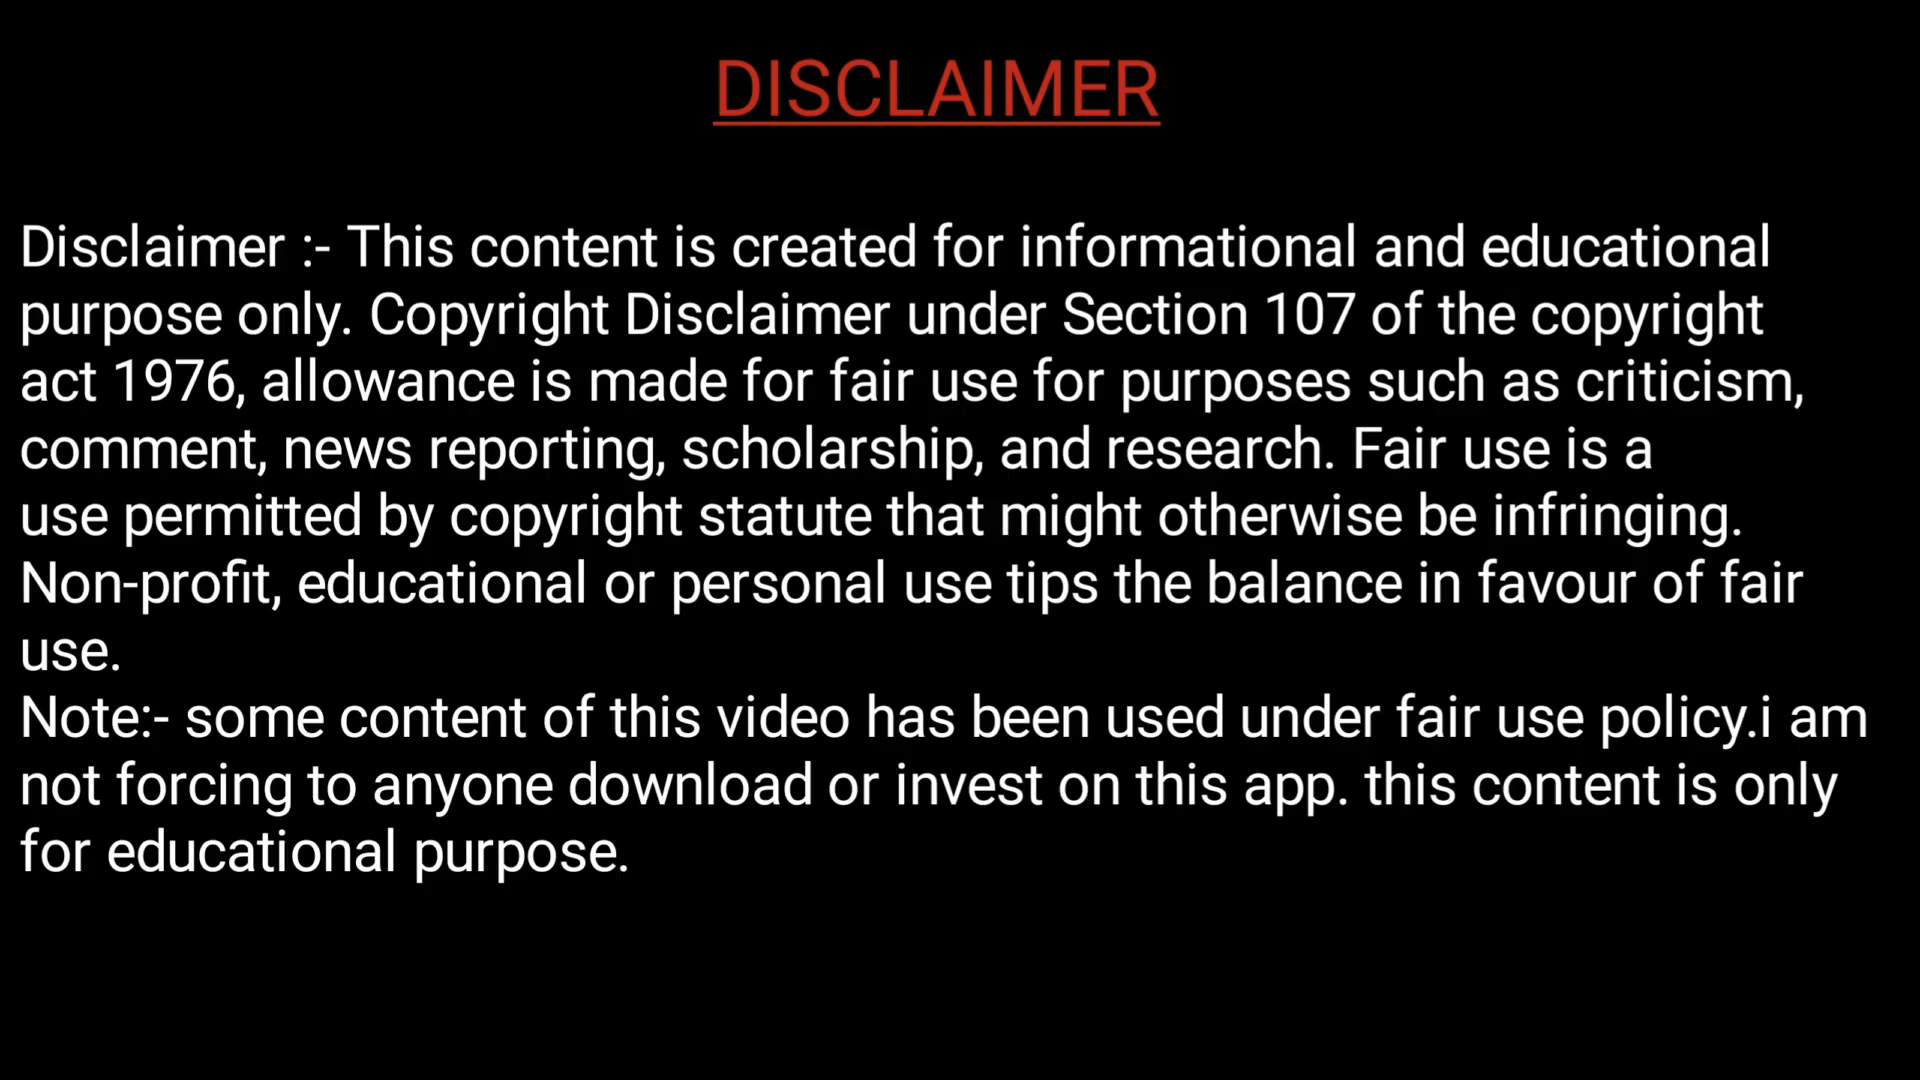 DISCLAIMER
Disclaimer :- This content is created for informational and educational
purpose only. Copyright Disclaimer under Section 107 of the copyright
act 1976, allowance is made for fair use for purposes such as criticism,
comment, news reporting, scholarship, and research. Fair use is a
use permitted by copyright statute that might otherwise be infringing.
Non-profit, educational or personal use tips the balance in favour of fair
use.
Note:- some content of this video has been used under fair use policy.i am
not forcing to anyone download or invest on this app. this content is only
for educational purpose.